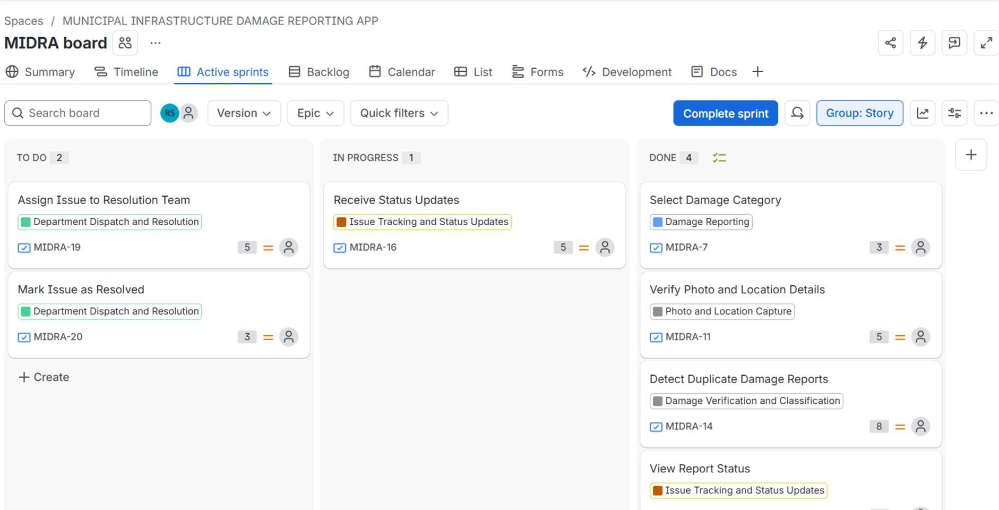 Spaces / MUNICIPAL INFRASTRUCTURE DAMAGE REPORTING APP
MIDRA board
Summary Timeline Active sprints Backlog Calendar List Forms Development Docs
Search board RS Version Epic Quick filters Complete sprint Group: Story
TO DO 2
Assign Issue to Resolution Team
Department Dispatch and Resolution
MIDRA-19 5
Mark Issue as Resolved
Department Dispatch and Resolution
MIDRA-20 3
+ Create
IN PROGRESS 1
Receive Status Updates
Issue Tracking and Status Updates
MIDRA-16 5
DONE 4
Select Damage Category
Damage Reporting
MIDRA-7 3
Verify Photo and Location Details
Photo and Location Capture
MIDRA-11 5
Detect Duplicate Damage Reports
Damage Verification and Classification
MIDRA-14 8
View Report Status
Issue Tracking and Status Updates